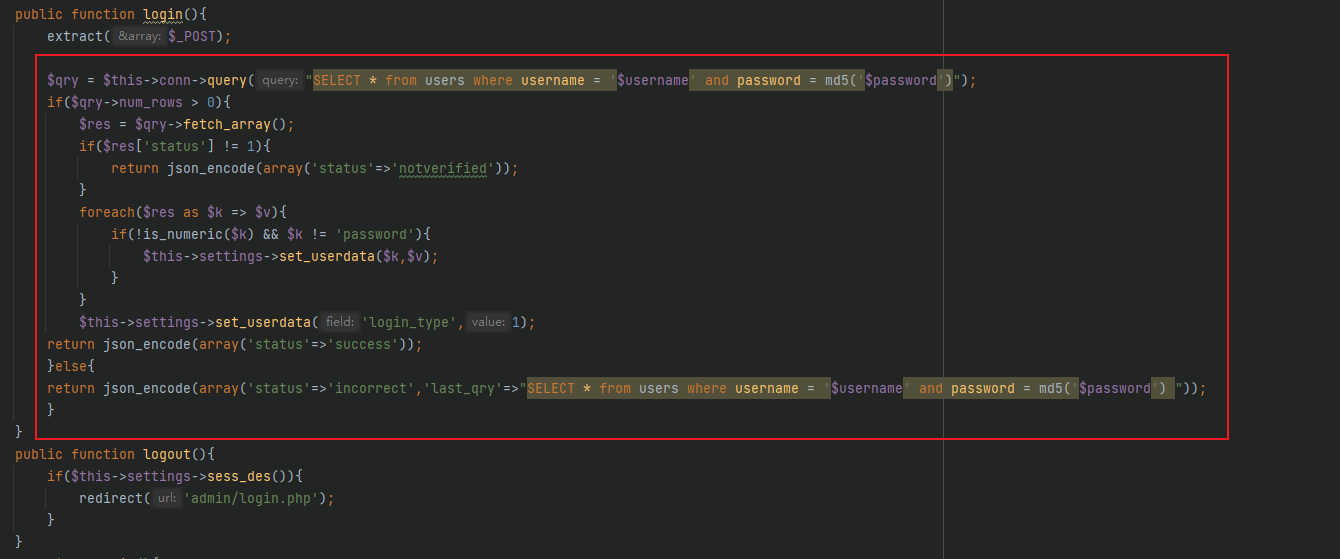 public function login(){
extract( &array: $_POST);
$qry = $this->conn->query( query: "SELECT * from users where username = '$username' and password = md5('$password')");
if($qry->num_rows > 0){
$res = $qry->fetch_array();
if($res['status'] != 1){
return json_encode(array('status'=>'notverified'));
}
foreach($res as $k => $v){
if(!is_numeric($k) && $k != 'password'){
$this->settings->set_userdata($k,$v);
}
}
$this->settings->set_userdata( field: 'login_type', value: 1);
return json_encode(array('status'=>'success'));
}else{
return json_encode(array('status'=>'incorrect','last_qry'=>"SELECT * from users where username = '$username' and password = md5('$password') "));
}
}
public function logout(){
if($this->settings->sess_des()){
redirect( url: 'admin/login.php');
}
}